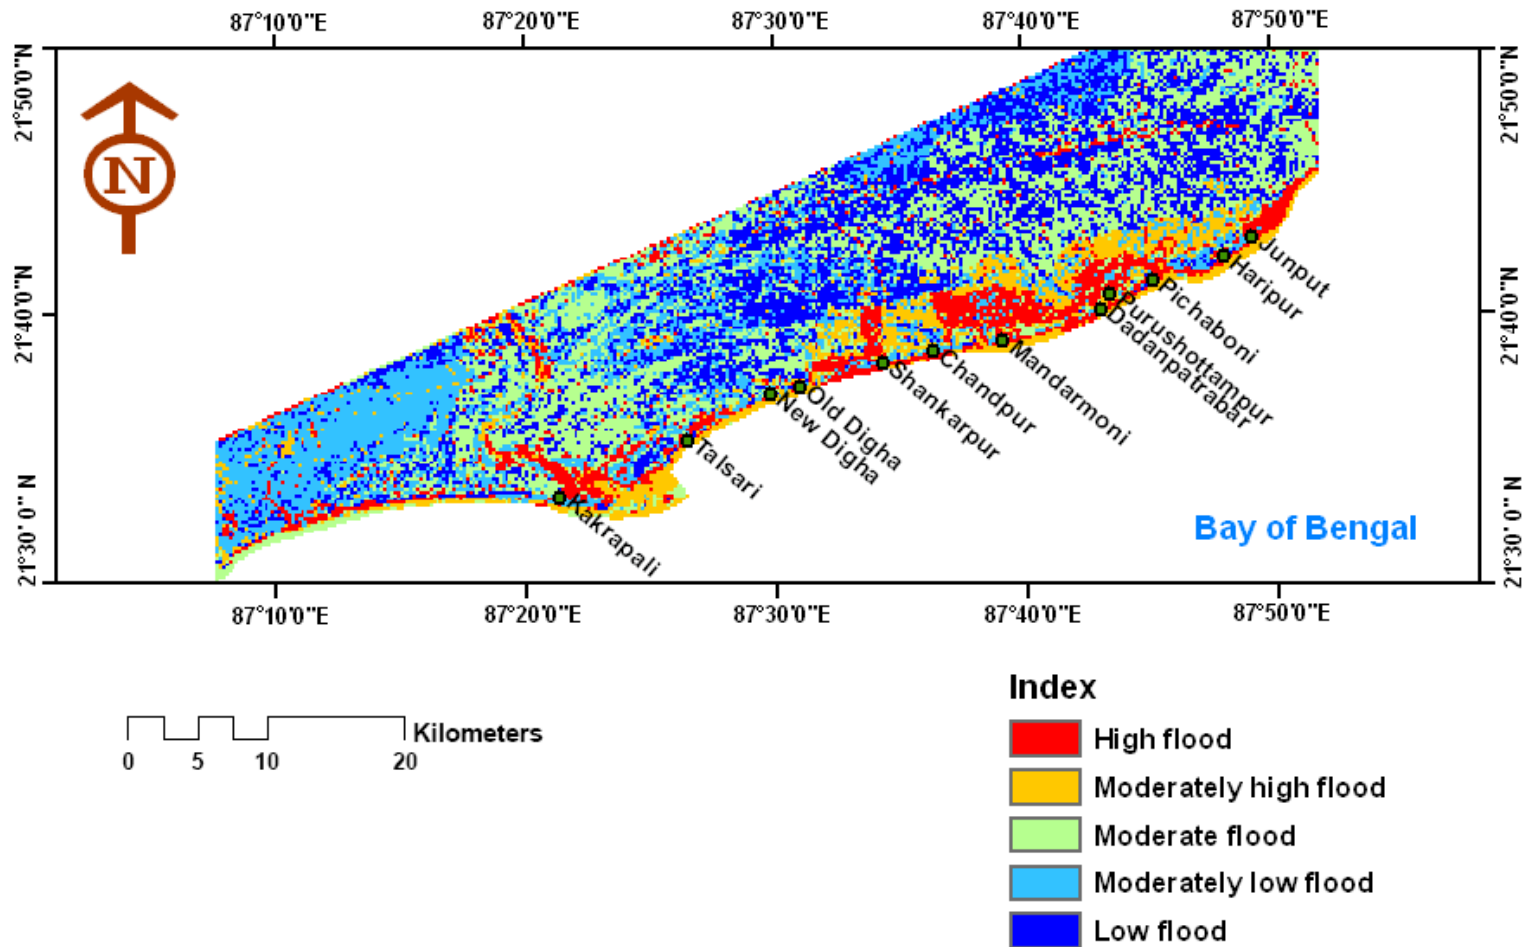 87°10'0"E 87°20'0"E 87°30'0"E 87°40'0"E 87°50'0"E
21°50'0"N
21°50'0"N
N
21°40'0"N
21°40'0"N
Junput
Haripur
Pichaboni
Purushottampur
Dadanpatrabar
Mandarmoni
Chandpur
Shankarpur
Old Digha
New Digha
Talsari
Kakrapali
Bay of Bengal
21°30' 0" N
21°30' 0" N
87°10'0"E 87°20'0"E 87°30'0"E 87°40'0"E 87°50'0"E
Kilometers
0 5 10 20
Index
High flood
Moderately high flood
Moderate flood
Moderately low flood
Low flood